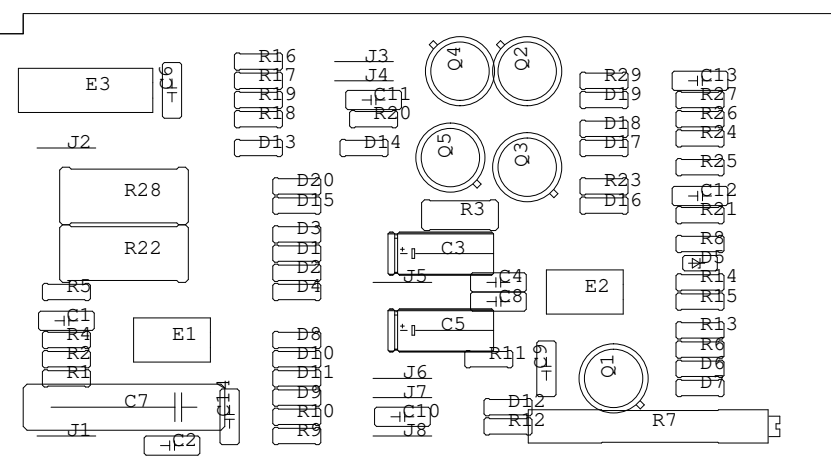 R16
J3
Q4
Q2
C6
R17
J4
R29
C13
E3
R19
C11
D19
R27
R18
R20
D18
R26
J2
D13
D14
Q5
Q3
D17
R24
R25
R28
D20
R23
C12
D15
R3
D16
R21
D3
R8
R22
D1
C3
D5
D2
J5
C4
R14
R5
D4
C8
E2
R15
C1
C5
R13
R4
E1
D8
R2
D10
R11
C9
R6
Q1
R1
D11
J6
D6
D9
J7
D7
C7
C14
R10
C10
D12
R12
R7
J1
R9
J8
C2